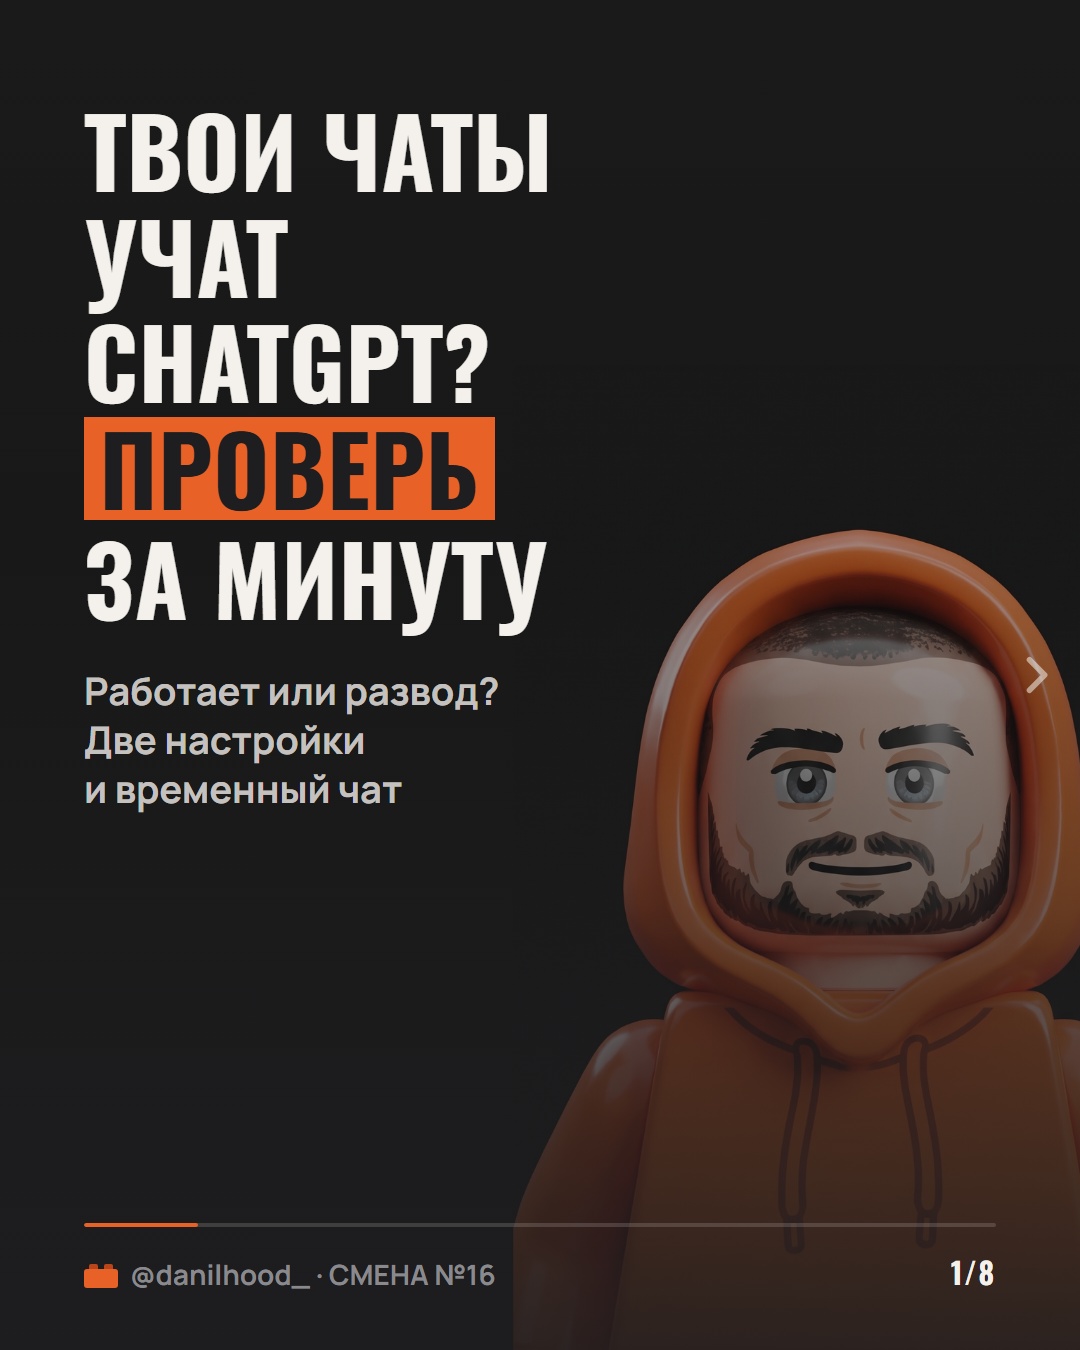 ТВОИ ЧАТЫ
УЧАТ
CHATGPT?
ПРОВЕРЬ
ЗА МИНУТУ
Работает или развод?
Две настройки
и временный чат
@danilhood_ · СМЕНА №16
1/8